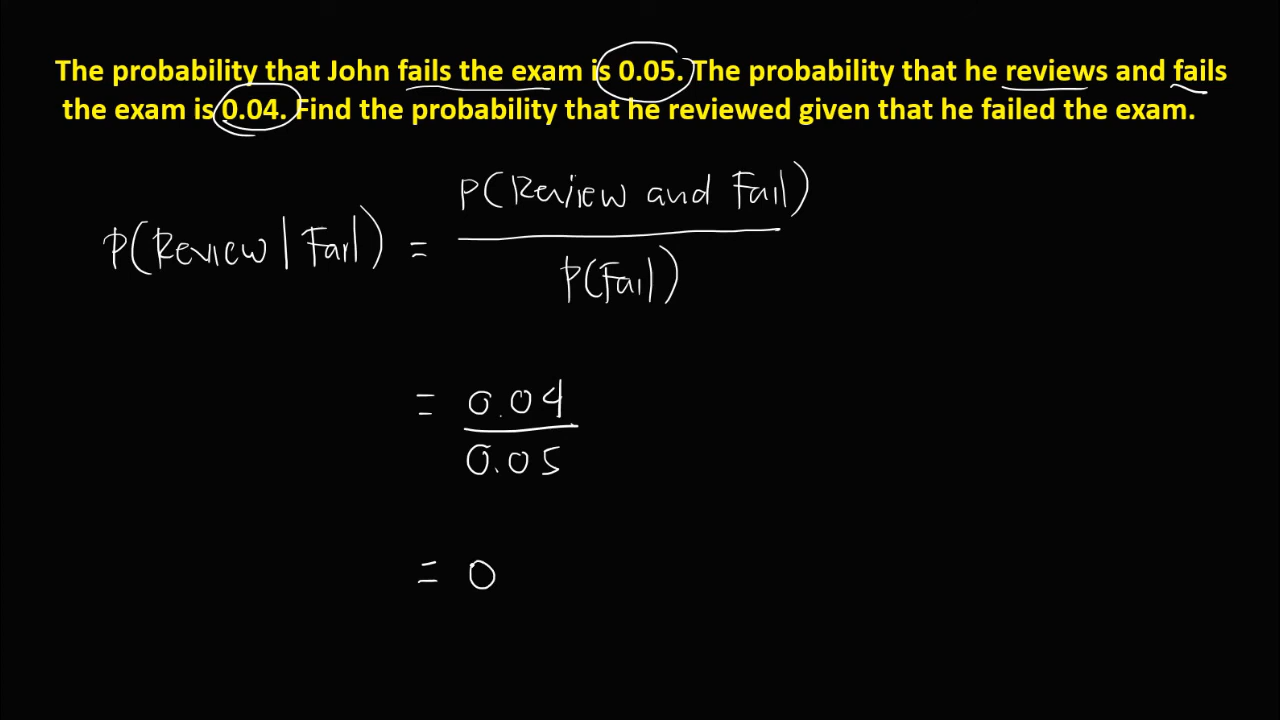 The probability that John fails the exam is 0.05. The probability that he reviews and fails
the exam is 0.04. Find the probability that he reviewed given that he failed the exam.
P(Review | Fail) = P(Review and Fail)
P(Fail)
= 0.04
0.05
= 0